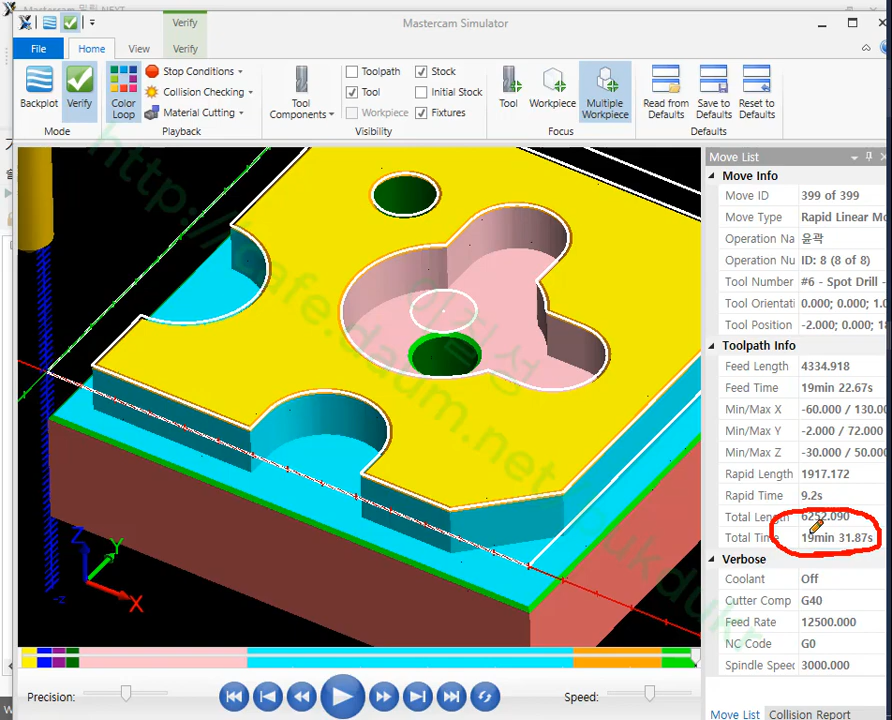 Mastercam Simulator
Verify
File
Home
View
Verify
Backplot
Verify
Color
Loop
Stop Conditions
Collision Checking
Material Cutting
Tool
Components
Toolpath
Tool
Workpiece
Stock
Initial Stock
Fixtures
Tool
Workpiece
Multiple
Workpiece
Read from
Defaults
Save to
Defaults
Reset to
Defaults
Mode
Playback
Visibility
Focus
Defaults
Move List
Move Info
Move ID 399 of 399
Move Type Rapid Linear M
Operation Na 윤곽
Operation Nu ID: 8 (8 of 8)
Tool Number #6 - Spot Drill -
Tool Orientati 0.000; 0.000; 1.0
Tool Position -2.000; 0.000; 18
Toolpath Info
Feed Length 4334.918
Feed Time 19min 22.67s
Min/Max X -60.000 / 130.00
Min/Max Y -2.000 / 72.000
Min/Max Z -30.000 / 50.00
Rapid Length 1917.172
Rapid Time 9.2s
Total Leng 6252.090
Total Time 19min 31.87s
Verbose
Coolant Off
Cutter Comp G40
Feed Rate 12500.000
NC Code G0
Spindle Speed 3000.000
Z
Y
X
-z
Precision:
Speed:
Move List
Collision Report